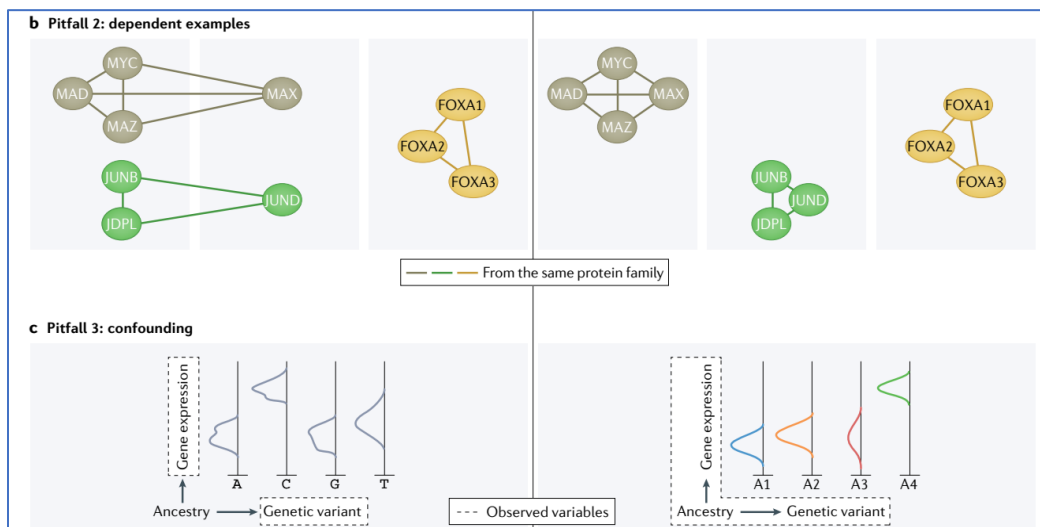 b Pitfall 2: dependent examples
MYC
MAD
MAX
MAZ
JUNB
JUND
JDPL
FOXA1
FOXA2
FOXA3
MYC
MAD
MAX
MAZ
JUNB
JUND
JDPL
FOXA1
FOXA2
FOXA3
From the same protein family
c Pitfall 3: confounding
Gene expression
A C G T
Ancestry
Genetic variant
Gene expression
A1 A2 A3 A4
Ancestry
Genetic variant
Observed variables